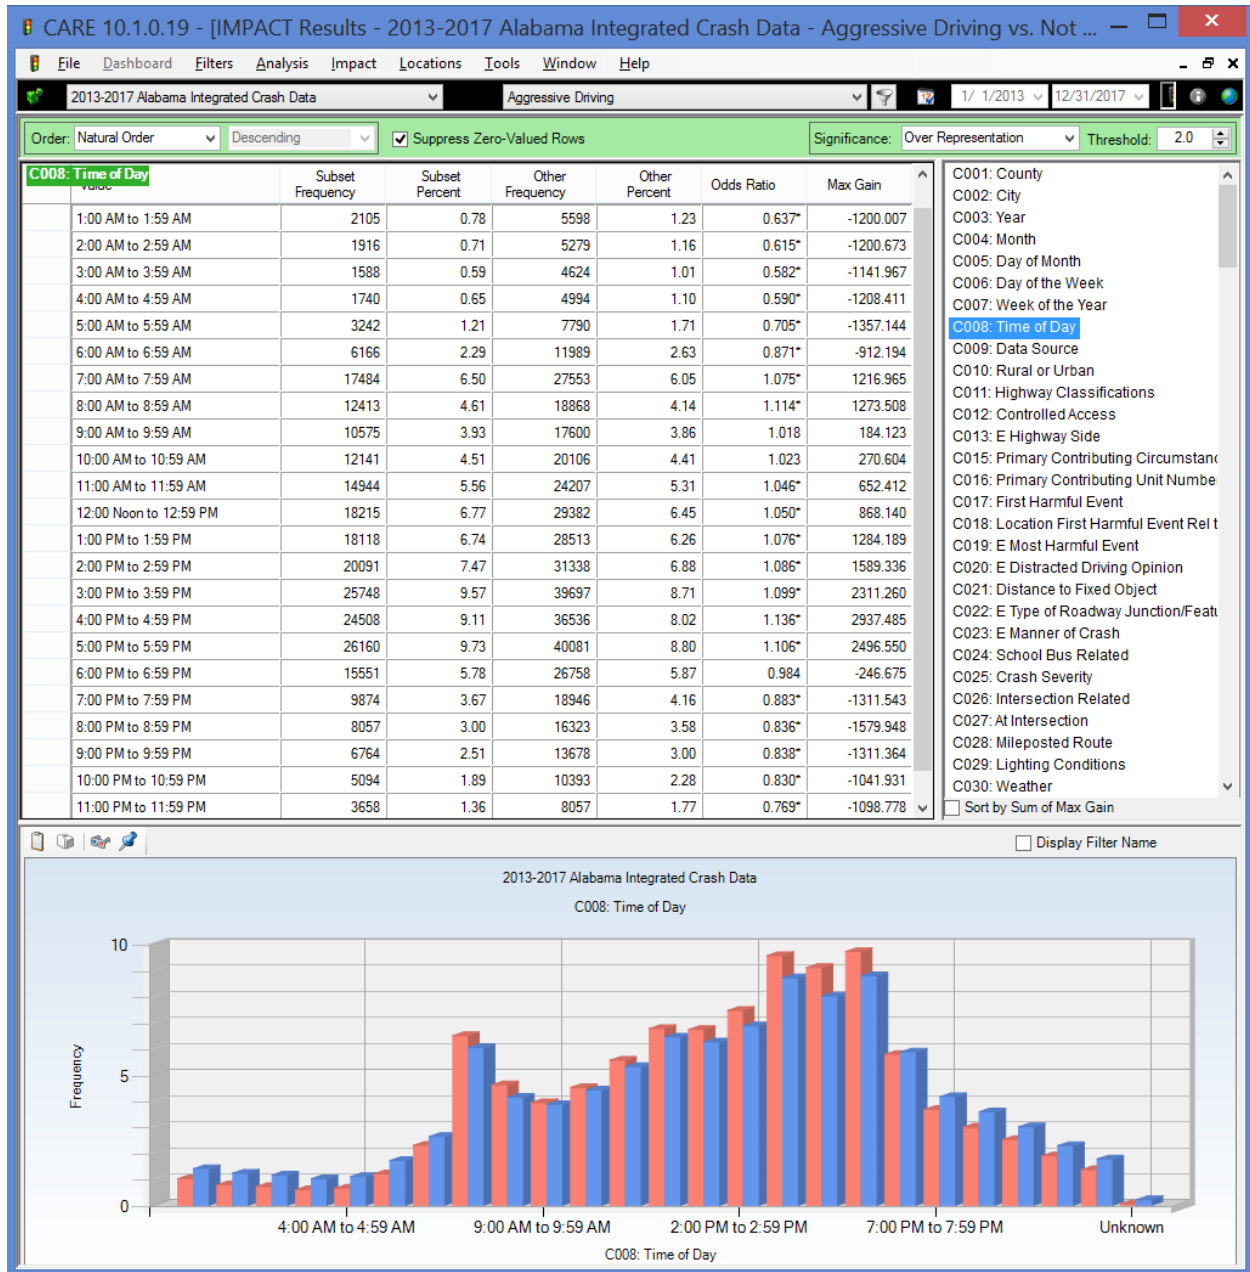 CARE 10.1.0.19 - [IMPACT Results - 2013-2017 Alabama Integrated Crash Data - Aggressive Driving vs. Not ...
File Dashboard Filters Analysis Impact Locations Tools Window Help
2013-2017 Alabama Integrated Crash Data Aggressive Driving 1/ 1/2013 12/31/2017
Order: Natural Order Descending Suppress Zero-Valued Rows Significance: Over Representation Threshold: 2.0
C008: Time of Day
Value Subset Frequency Subset Percent Other Frequency Other Percent Odds Ratio Max Gain
1:00 AM to 1:59 AM 2105 0.78 5598 1.23 0.637* -1200.007
2:00 AM to 2:59 AM 1916 0.71 5279 1.16 0.615* -1200.673
3:00 AM to 3:59 AM 1588 0.59 4624 1.01 0.582* -1141.967
4:00 AM to 4:59 AM 1740 0.65 4994 1.10 0.590* -1208.411
5:00 AM to 5:59 AM 3242 1.21 7790 1.71 0.705* -1357.144
6:00 AM to 6:59 AM 6166 2.29 11989 2.63 0.871* -912.194
7:00 AM to 7:59 AM 17484 6.50 27553 6.05 1.075* 1216.965
8:00 AM to 8:59 AM 12413 4.61 18868 4.14 1.114* 1273.508
9:00 AM to 9:59 AM 10575 3.93 17600 3.86 1.018 184.123
10:00 AM to 10:59 AM 12141 4.51 20106 4.41 1.023 270.604
11:00 AM to 11:59 AM 14944 5.56 24207 5.31 1.046* 652.412
12:00 Noon to 12:59 PM 18215 6.77 29382 6.45 1.050* 868.140
1:00 PM to 1:59 PM 18118 6.74 28513 6.26 1.076* 1284.189
2:00 PM to 2:59 PM 20091 7.47 31338 6.88 1.086* 1589.336
3:00 PM to 3:59 PM 25748 9.57 39697 8.71 1.099* 2311.260
4:00 PM to 4:59 PM 24508 9.11 36536 8.02 1.136* 2937.485
5:00 PM to 5:59 PM 26160 9.73 40081 8.80 1.106* 2496.550
6:00 PM to 6:59 PM 15551 5.78 26758 5.87 0.984 -246.675
7:00 PM to 7:59 PM 9874 3.67 18946 4.16 0.883* -1311.543
8:00 PM to 8:59 PM 8057 3.00 16323 3.58 0.836* -1579.948
9:00 PM to 9:59 PM 6764 2.51 13678 3.00 0.838* -1311.364
10:00 PM to 10:59 PM 5094 1.89 10393 2.28 0.830* -1041.931
11:00 PM to 11:59 PM 3658 1.36 8057 1.77 0.769* -1098.778
C001: County
C002: City
C003: Year
C004: Month
C005: Day of Month
C006: Day of the Week
C007: Week of the Year
C008: Time of Day
C009: Data Source
C010: Rural or Urban
C011: Highway Classifications
C012: Controlled Access
C013: E Highway Side
C015: Primary Contributing Circumstanc
C016: Primary Contributing Unit Numbe
C017: First Harmful Event
C018: Location First Harmful Event Rel t
C019: E Most Harmful Event
C020: E Distracted Driving Opinion
C021: Distance to Fixed Object
C022: E Type of Roadway Junction/Featu
C023: E Manner of Crash
C024: School Bus Related
C025: Crash Severity
C026: Intersection Related
C027: At Intersection
C028: Mileposted Route
C029: Lighting Conditions
C030: Weather
Sort by Sum of Max Gain
Display Filter Name
2013-2017 Alabama Integrated Crash Data
C008: Time of Day
10
5
0
Frequency
4:00 AM to 4:59 AM 9:00 AM to 9:59 AM 2:00 PM to 2:59 PM 7:00 PM to 7:59 PM Unknown
C008: Time of Day